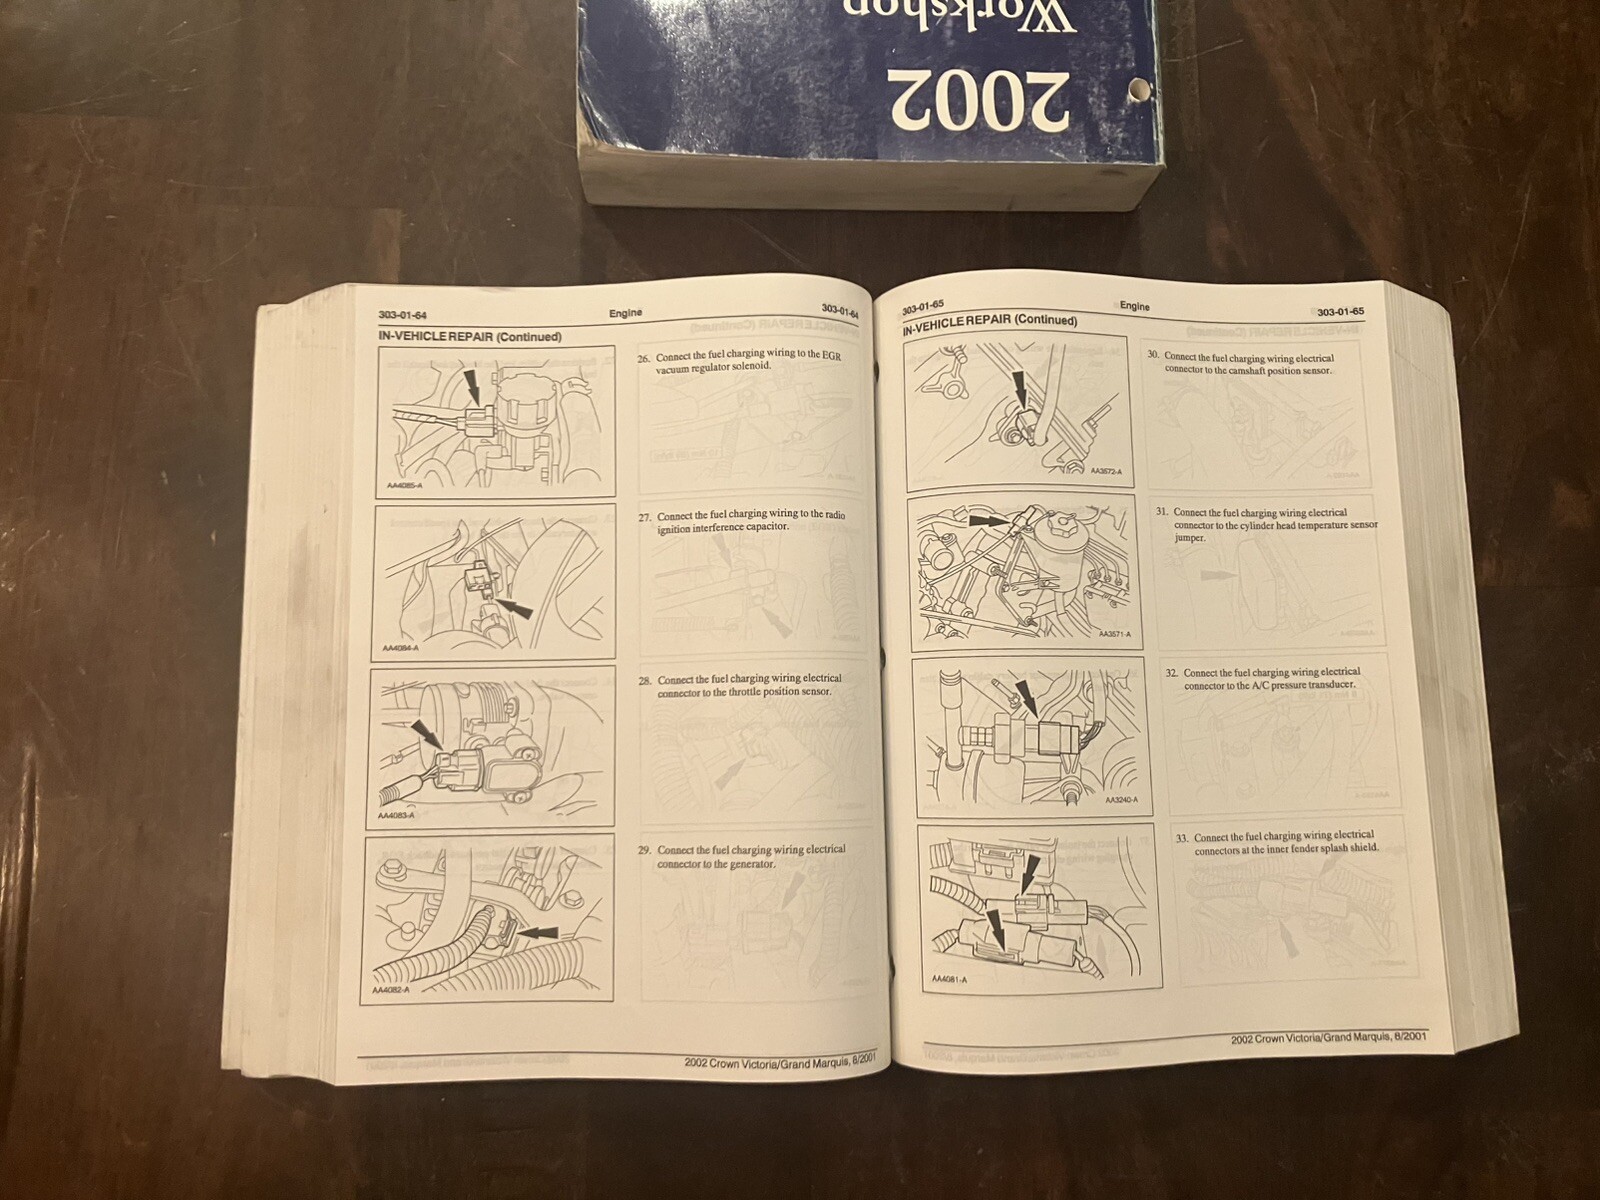 Workshop
2002
303-01-64
Engine
303-01-64
IN-VEHICLE REPAIR (Continued)
AA4085-A
26. Connect the fuel charging wiring to the EGR
vacuum regulator solenoid.
AA4084-A
27. Connect the fuel charging wiring to the radio
ignition interference capacitor.
AA4083-A
28. Connect the fuel charging wiring electrical
connector to the throttle position sensor.
AA4082-A
29. Connect the fuel charging wiring electrical
connector to the generator.
2002 Crown Victoria/Grand Marquis, 8/2001
303-01-65
Engine
303-01-65
IN-VEHICLE REPAIR (Continued)
AA3572-A
30. Connect the fuel charging wiring electrical
connector to the camshaft position sensor.
AA3571-A
31. Connect the fuel charging wiring electrical
connector to the cylinder head temperature sensor
jumper.
AA3240-A
32. Connect the fuel charging wiring electrical
connector to the A/C pressure transducer.
AA4081-A
33. Connect the fuel charging wiring electrical
connectors at the inner fender splash shield.
2002 Crown Victoria/Grand Marquis, 8/2001